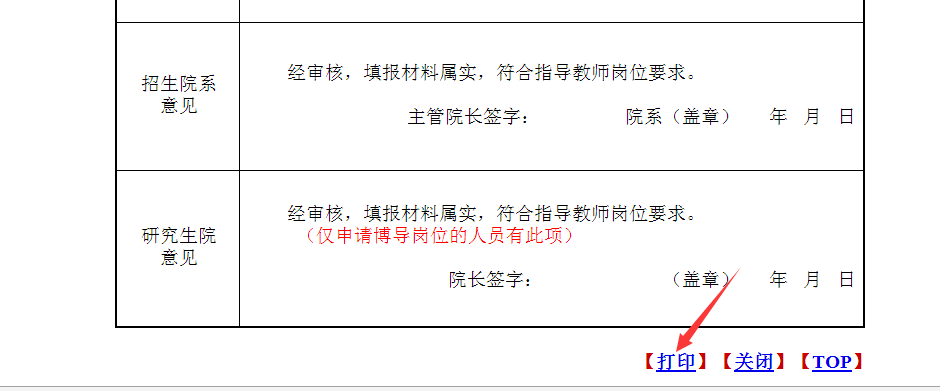 招生院系
意见
经审核，填报材料属实，符合指导教师岗位要求。
主管院长签字： 院系（盖章） 年 月 日
研究生院
意见
经审核，填报材料属实，符合指导教师岗位要求。
（仅申请博导岗位的人员有此项）
院长签字： （盖章） 年 月 日
【打印】【关闭】【TOP】